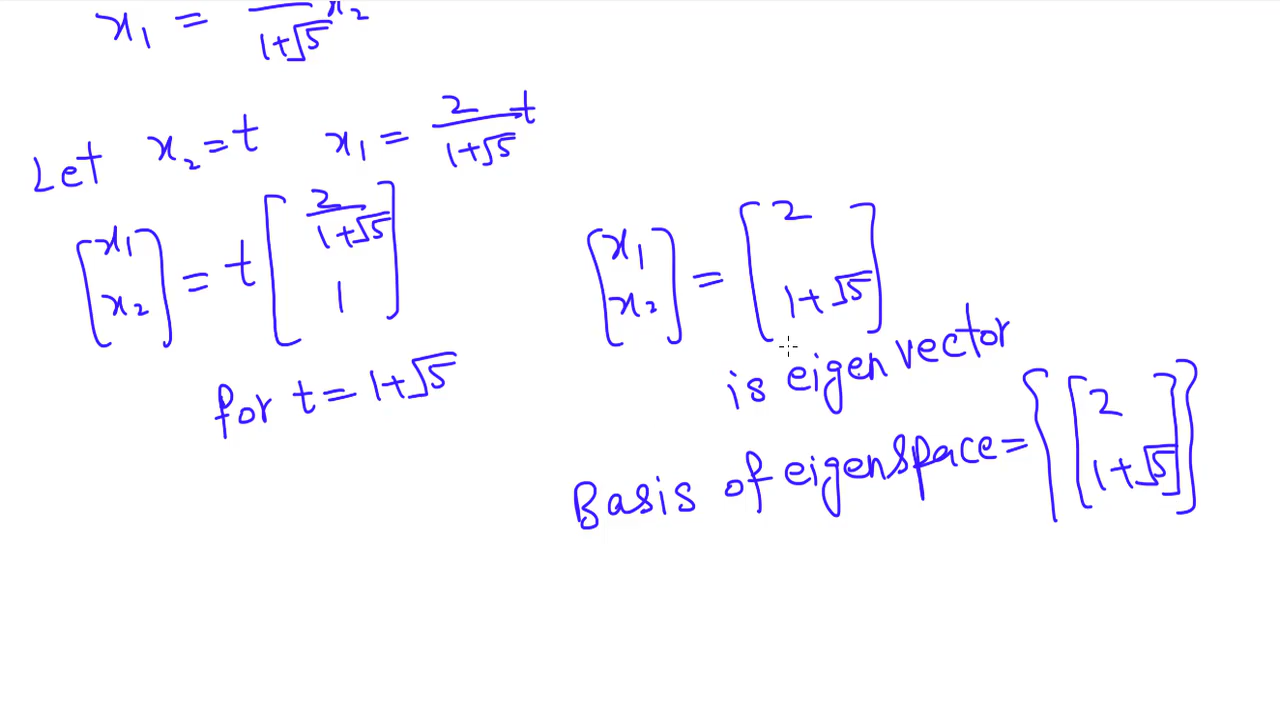 x₁ = /(1+√5) x₂
Let x₂ = t x₁ = 2/(1+√5) t
[x₁ x₂] = t [2/(1+√5) 1]
for t = 1+√5
[x₁ x₂] = [2 1+√5]
is eigen vector
Basis of eigenspace = {[2 1+√5]}